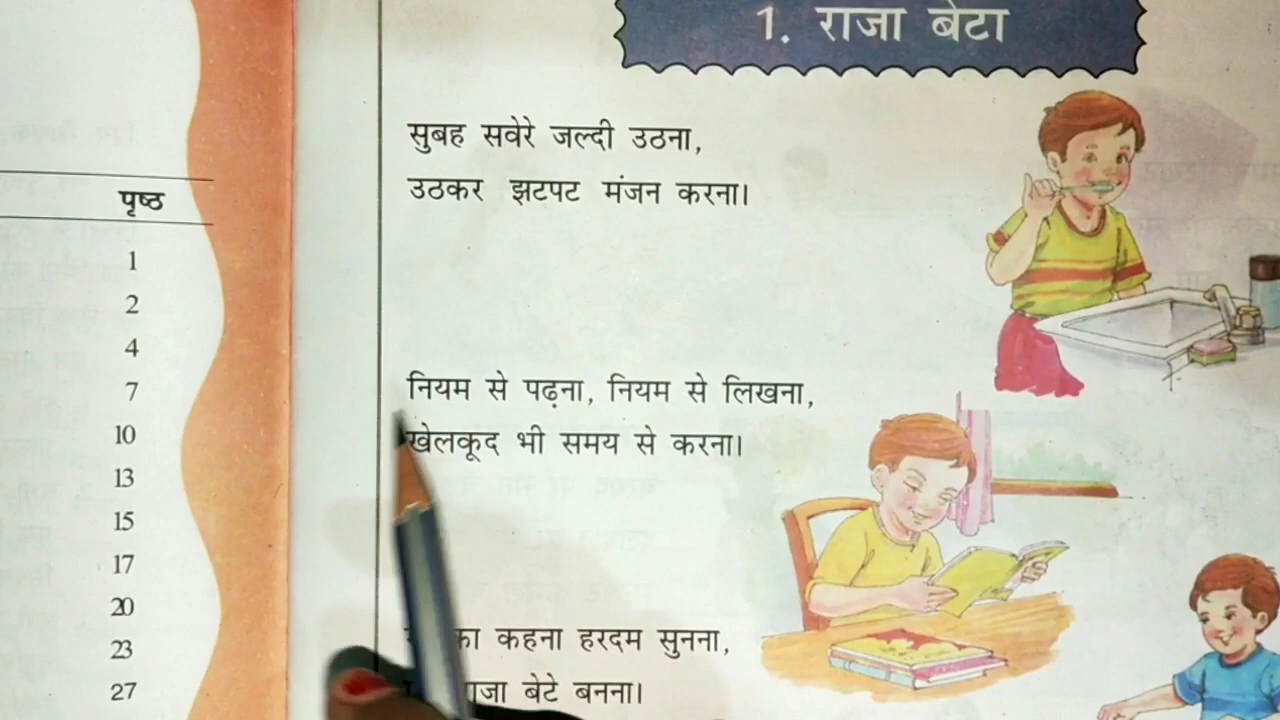 पृष्ठ
1
2
4
7
10
13
15
17
20
23
27
1. राजा बेटा
सुबह सवेरे जल्दी उठना,
उठकर झटपट मंजन करना।
नियम से पढ़ना, नियम से लिखना,
खेलकूद भी समय से करना।
का कहना हरदम सुनना,
राजा बेटे बनना।